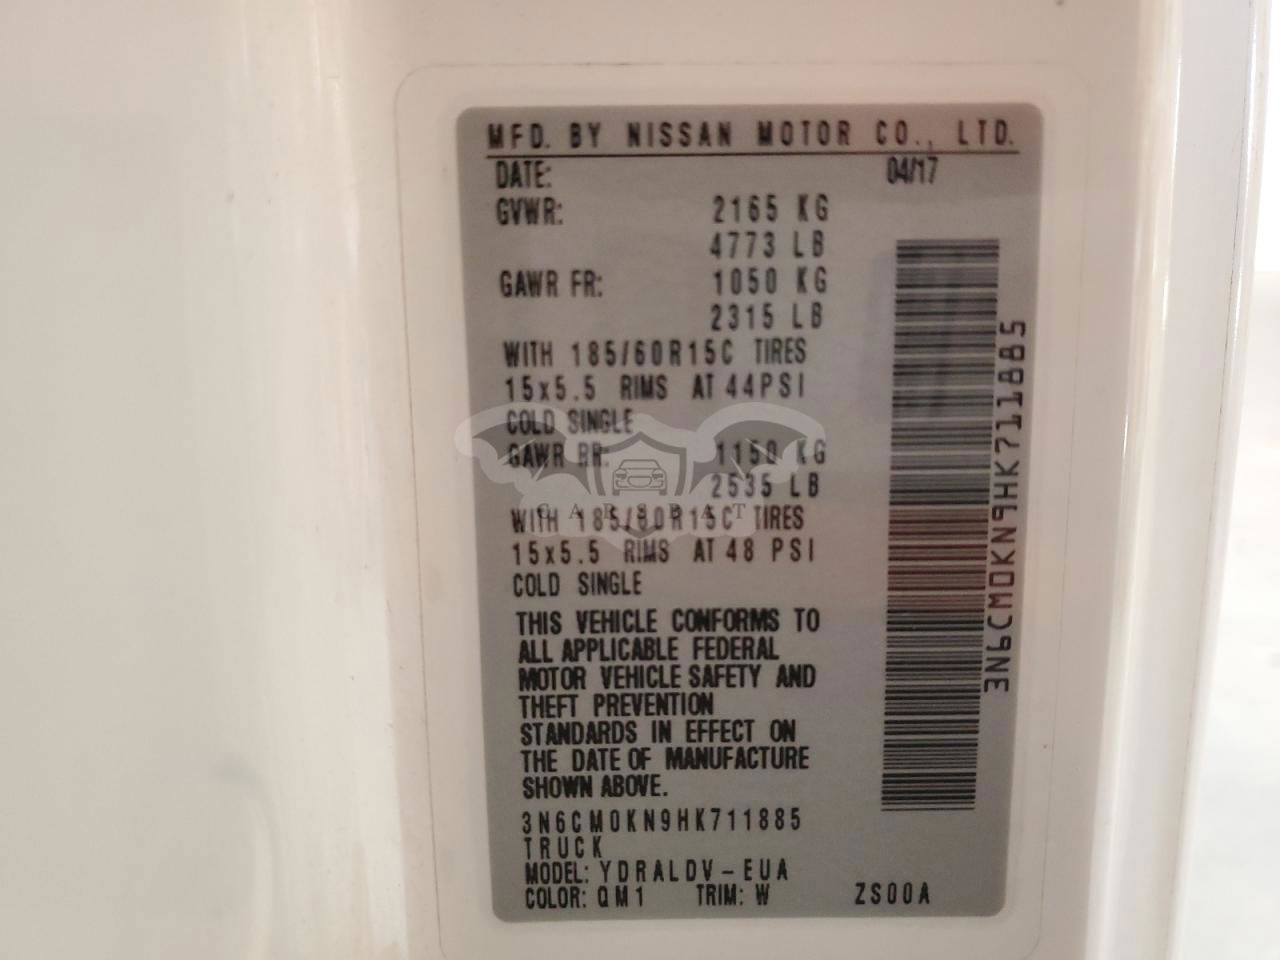 MFD. BY NISSAN MOTOR CO., LTD.
DATE: 04/17
GVWR: 2165 KG
4773 LB
GAWR FR: 1050 KG
2315 LB
WITH 185/60R15C TIRES
15x5.5 RIMS AT 44PSI
COLD SINGLE
GAWR RR: 1150 KG
2535 LB
CARSBAT
WITH 185/60R15C TIRES
15x5.5 RIMS AT 48 PSI
COLD SINGLE
THIS VEHICLE CONFORMS TO
ALL APPLICABLE FEDERAL
MOTOR VEHICLE SAFETY AND
THEFT PREVENTION
STANDARDS IN EFFECT ON
THE DATE OF MANUFACTURE
SHOWN ABOVE.
3N6CM0KN9HK711885
TRUCK
MODEL: YDRALDV-EUA
COLOR: QM1 TRIM: W ZS00A
3N6CM0KN9HK711885